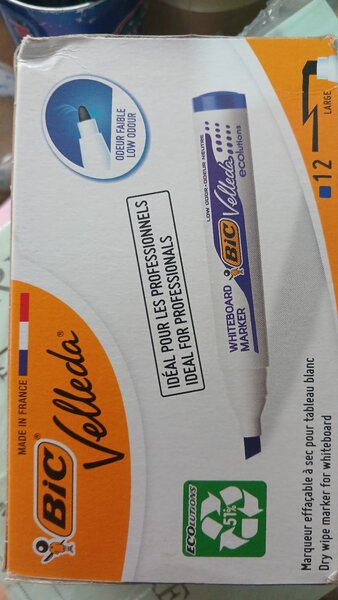 MADE IN FRANCE
BIC®
Velleda®
ODEUR FAIBLE
LOW ODOUR
IDÉAL POUR LES PROFESSIONNELS
IDEAL FOR PROFESSIONALS
ECOLUTIONS
51%
LOW ODOR - ODEUR NEUTRE
BIC Velleda
ecolutions
WHITEBOARD
MARKER
Marqueur effaçable à sec pour tableau blanc
Dry wipe marker for whiteboard
12
LARGE